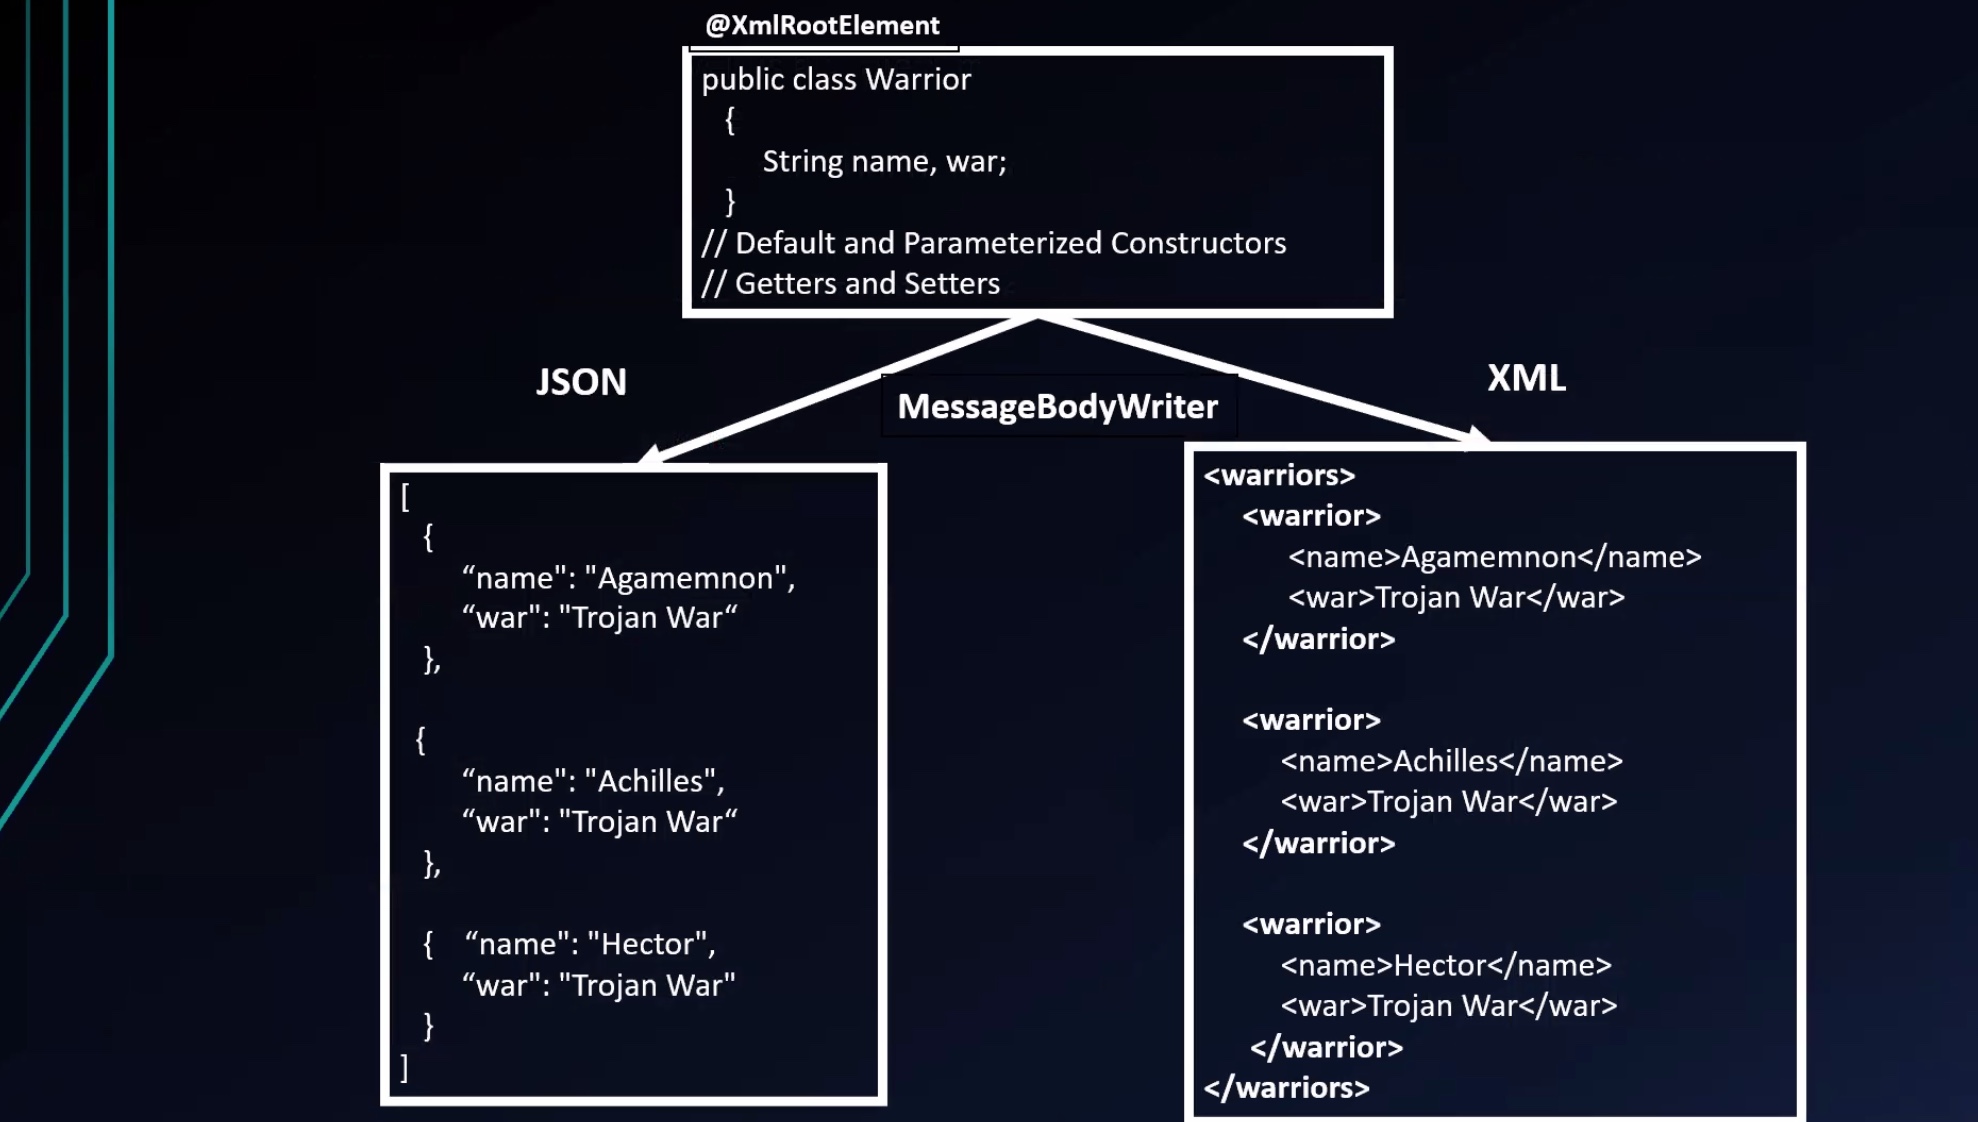 @XmlRootElement
public class Warrior
{
String name, war;
}
// Default and Parameterized Constructors
// Getters and Setters
JSON
MessageBodyWriter
XML
[
{
“name": "Agamemnon",
“war": "Trojan War“
},
{
“name": "Achilles",
“war": "Trojan War“
},
{ “name": "Hector",
“war": "Trojan War"
}
]
<warriors>
<warrior>
<name>Agamemnon</name>
<war>Trojan War</war>
</warrior>
<warrior>
<name>Achilles</name>
<war>Trojan War</war>
</warrior>
<warrior>
<name>Hector</name>
<war>Trojan War</war>
</warrior>
</warriors>